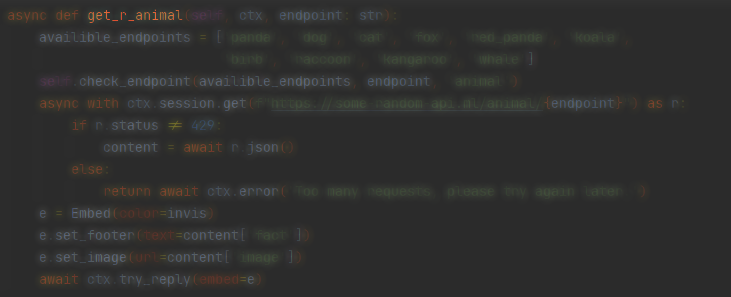 async def get_r_animal(self, ctx, endpoint: str):
availible_endpoints = ["panda", "dog", "cat", "fox", "red_panda", "koala",
"bird", "raccoon", "kangaroo", "whale"]
self.check_endpoint(availible_endpoints, endpoint, "animal")
async with ctx.session.get(f"https://some-random-api.ml/animal/{endpoint}") as r:
if r.status ≠ 429:
content = await r.json()
else:
return await ctx.error("Too many requests, please try again later.")
e = Embed(color=invis)
e.set_footer(text=content["fact"])
e.set_image(url=content["image"])
await ctx.try_reply(embed=e)